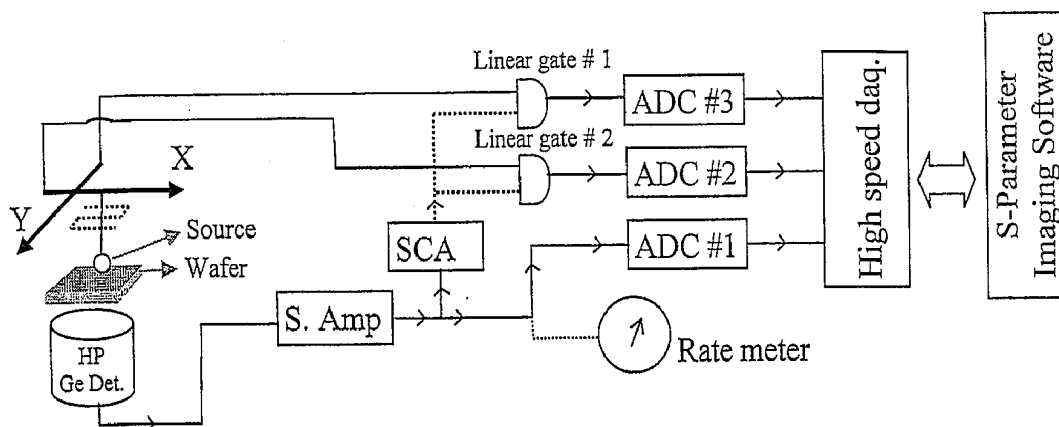 Linear gate # 1
ADC #3
Linear gate # 2
ADC #2
X
Y
Source
Wafer
SCA
ADC #1
S. Amp
HP
Ge Det.
Rate meter
High speed daq.
S-Parameter
Imaging Software